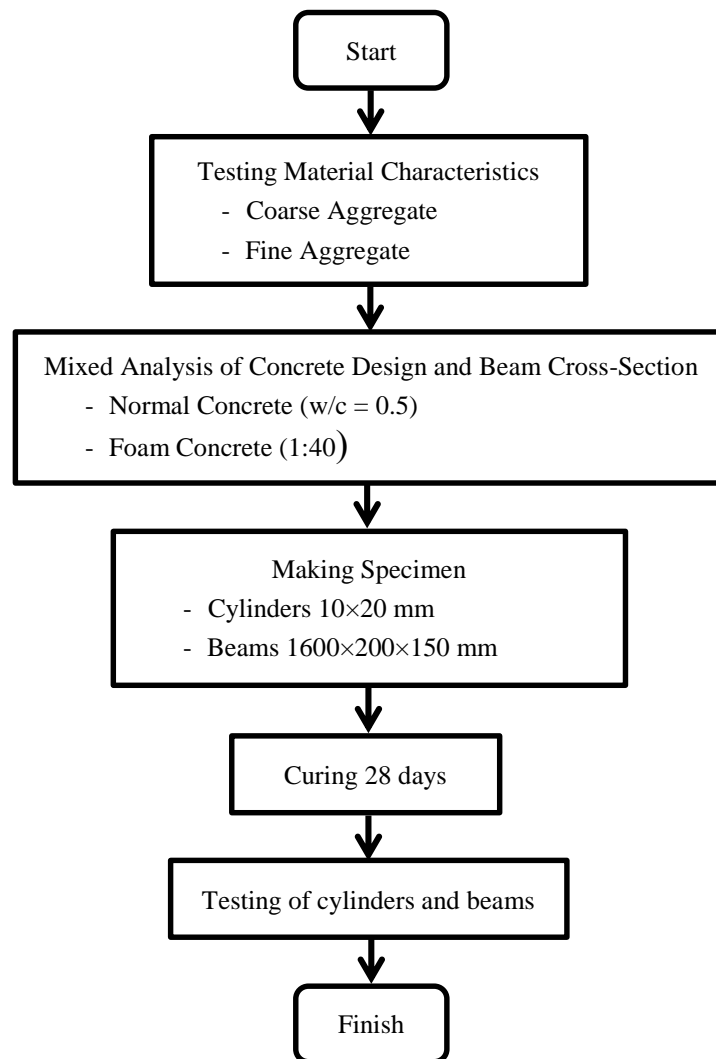 Start
Testing Material Characteristics
- Coarse Aggregate
- Fine Aggregate
Mixed Analysis of Concrete Design and Beam Cross-Section
- Normal Concrete (w/c = 0.5)
- Foam Concrete (1:40)
Making Specimen
- Cylinders 10×20 mm
- Beams 1600×200×150 mm
Curing 28 days
Testing of cylinders and beams
Finish